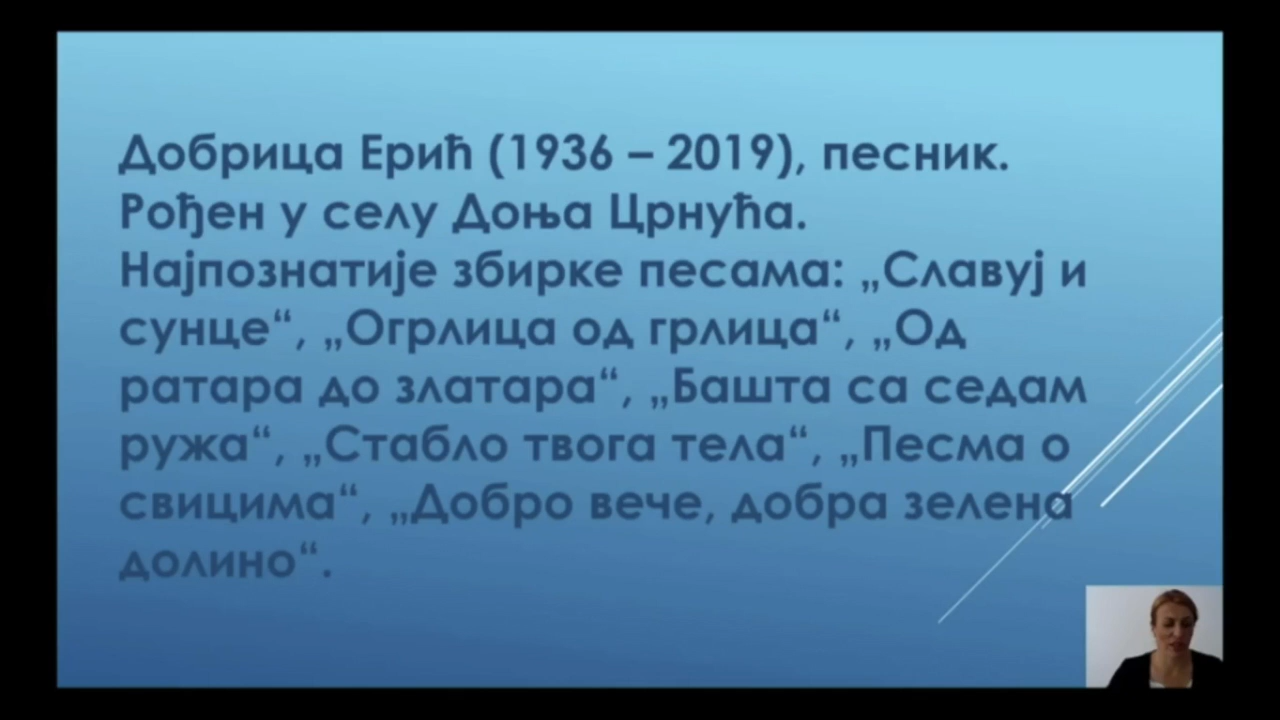 Добрица Ерић (1936 – 2019), песник.
Рођен у селу Доња Црнућа.
Најпознатије збирке песама: „Славуј и
сунце“, „Огрлица од грлица“, „Од
ратара до златара“, „Башта са седам
ружа“, „Стабло твога тела“, „Песма о
свицима“, „Добро вече, добра зелена
долино“.